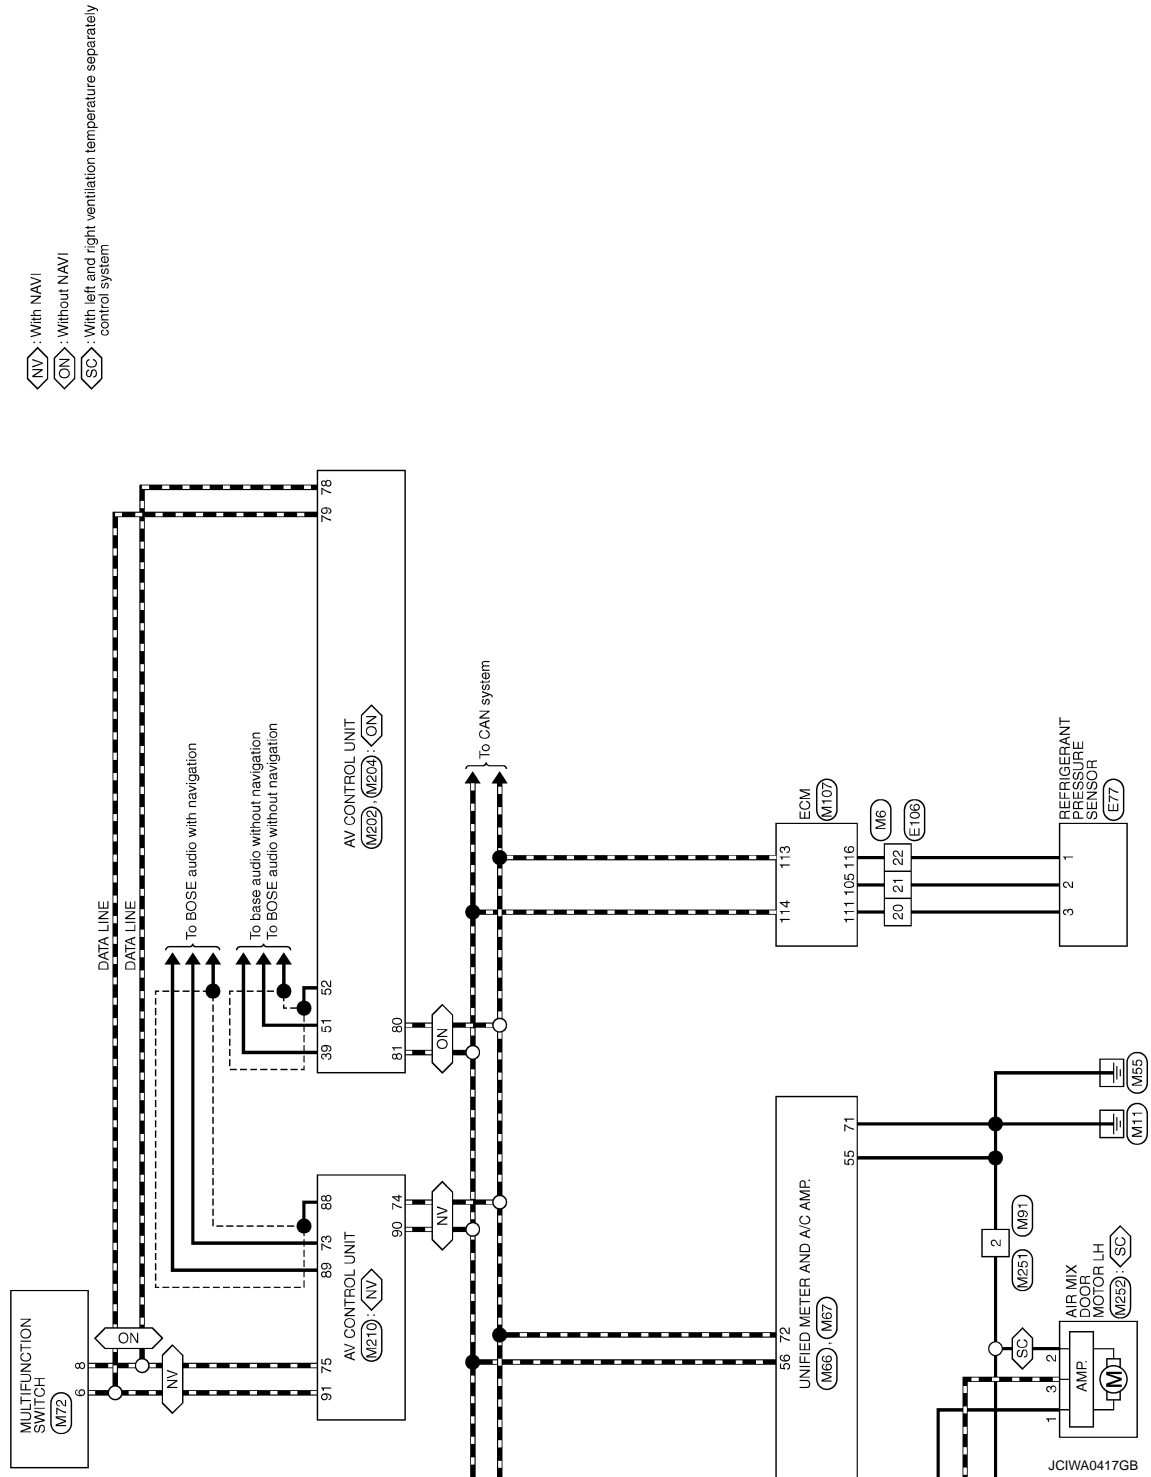 NV : With NAVI
ON : Without NAVI
SC : With left and right ventilation temperature separately
control system
MULTIFUNCTION
SWITCH
M72
6
8
ON
NV
DATA LINE
DATA LINE
To BOSE audio with navigation
To base audio without navigation
To BOSE audio without navigation
91
75
89
73
88
AV CONTROL UNIT
M210 : NV
90
74
NV
39
51
52
79
78
AV CONTROL UNIT
M202 , M204 : ON
81
80
ON
To CAN system
56
72
UNIFIED METER AND A/C AMP.
M66 , M67
55
71
114
113
ECM
M107
111
105
116
M6
20
21
22
E106
3
2
1
REFRIGERANT
PRESSURE
SENSOR
E77
M91
2
M251
M11
M55
SC
1
3
2
AMP.
M
AIR MIX
DOOR
MOTOR LH
M252 : SC
JCIWA0417GB